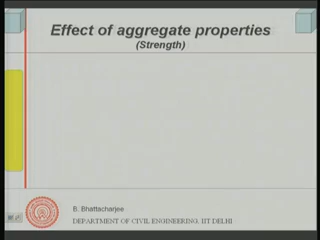 Effect of aggregate properties
(Strength)
B. Bhattacharjee
DEPARTMENT OF CIVIL ENGINEERING, IIT DELHI